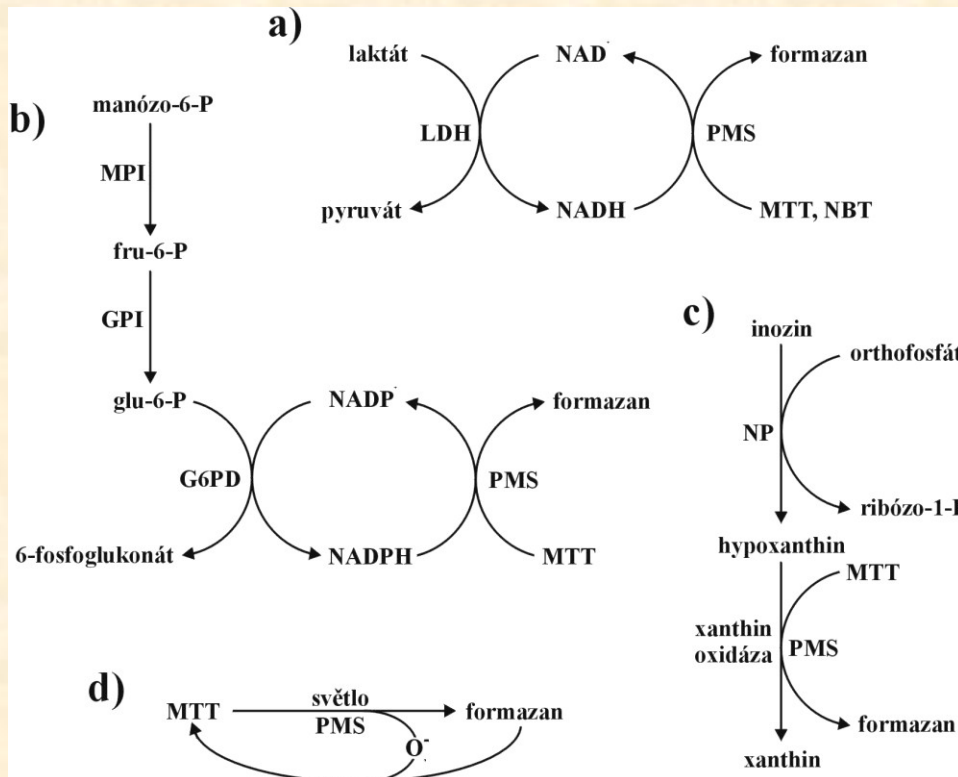 a)
laktát NAD formazan
LDH PMS
pyruvát NADH MTT, NBT
b)
manózo-6-P
MPI
fru-6-P
GPI
glu-6-P NADP formazan
G6PD PMS
6-fosfoglukonát NADPH MTT
c)
inozin
orthofosfát
NP
ribózo-1-
hypoxanthin
MTT
xanthin
oxidáza PMS
formazan
xanthin
d)
světlo
MTT formazan
PMS
O-